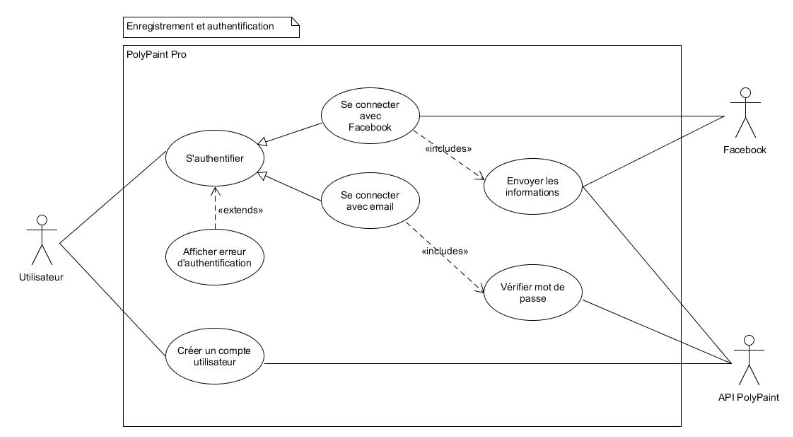 Enregistrement et authentification
PolyPaint Pro
Se connecter
avec
Facebook
«includes»
Facebook
S'authentifier
Envoyer les
informations
Se connecter
avec email
«extends»
Afficher erreur
d'authentification
«includes»
Utilisateur
Vérifier mot de
passe
Créer un compte
utilisateur
API PolyPaint